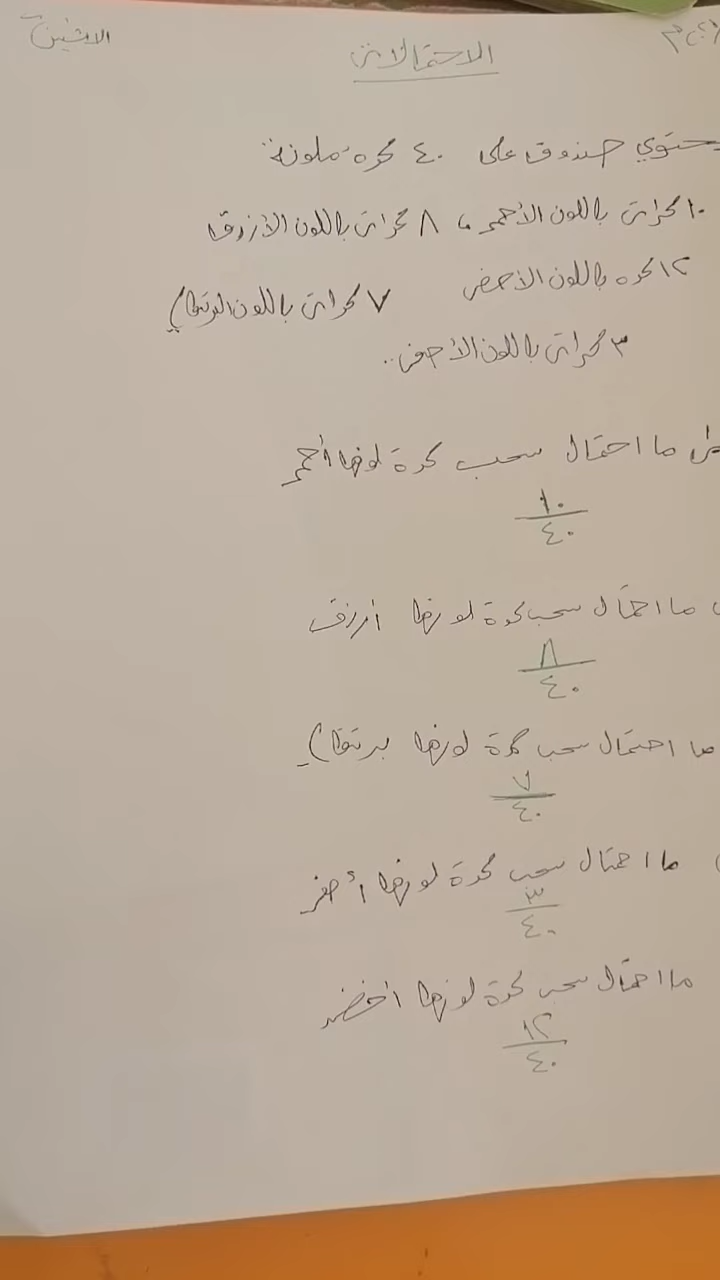 الاثنين
الاحتمالات
يحتوي صندوق على ٤٠ كره ملونة
١٠ كرات باللون الأحمر، ٨ كرات باللون الأزرق
١٢ كره باللون الأخضر ٧ كرات باللون البرتقالي
٣ كرات باللون الأصفر..
ما احتمال سحب كرة لونها أحمر
١٠
٤٠
ما احتمال سحب كرة لونها أزرق
٨
٤٠
ما احتمال سحب كرة لونها برتقالي
٧
٤٠
ما احتمال سحب كرة لونها أصفر
٣
٤٠
ما احتمال سحب كرة لونها أخضر
١٢
٤٠